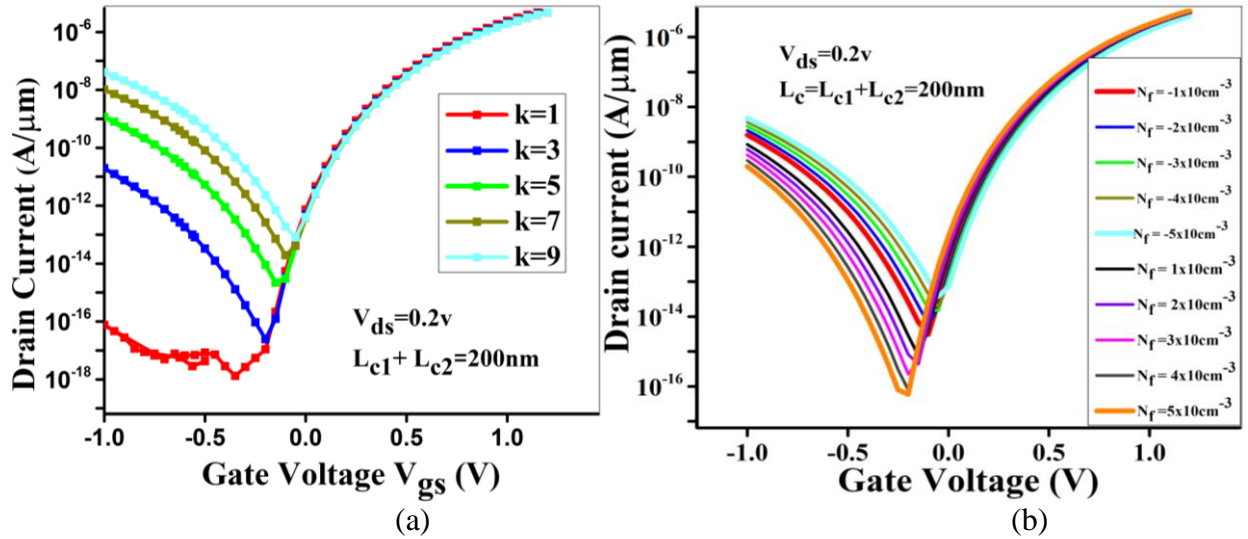 10⁻⁶
10⁻⁸
10⁻¹⁰
10⁻¹²
10⁻¹⁴
10⁻¹⁶
10⁻¹⁸
Drain Current (A/μm)
k=1
k=3
k=5
k=7
k=9
V_ds=0.2v
L_c1+ L_c2=200nm
-1.0 -0.5 0.0 0.5 1.0
Gate Voltage V_gs (V)
(a)
10⁻⁶
10⁻⁸
10⁻¹⁰
10⁻¹²
10⁻¹⁴
10⁻¹⁶
Drain current (A/μm)
V_ds=0.2v
L_c=L_c1+L_c2=200nm
N_f = -1x10cm⁻³
N_f = -2x10cm⁻³
N_f = -3x10cm⁻³
N_f = -4x10cm⁻³
N_f = -5x10cm⁻³
N_f = 1x10cm⁻³
N_f = 2x10cm⁻³
N_f =3x10cm⁻³
N_f = 4x10cm⁻³
N_f =5x10cm⁻³
-1.0 -0.5 0.0 0.5 1.0
Gate Voltage (V)
(b)